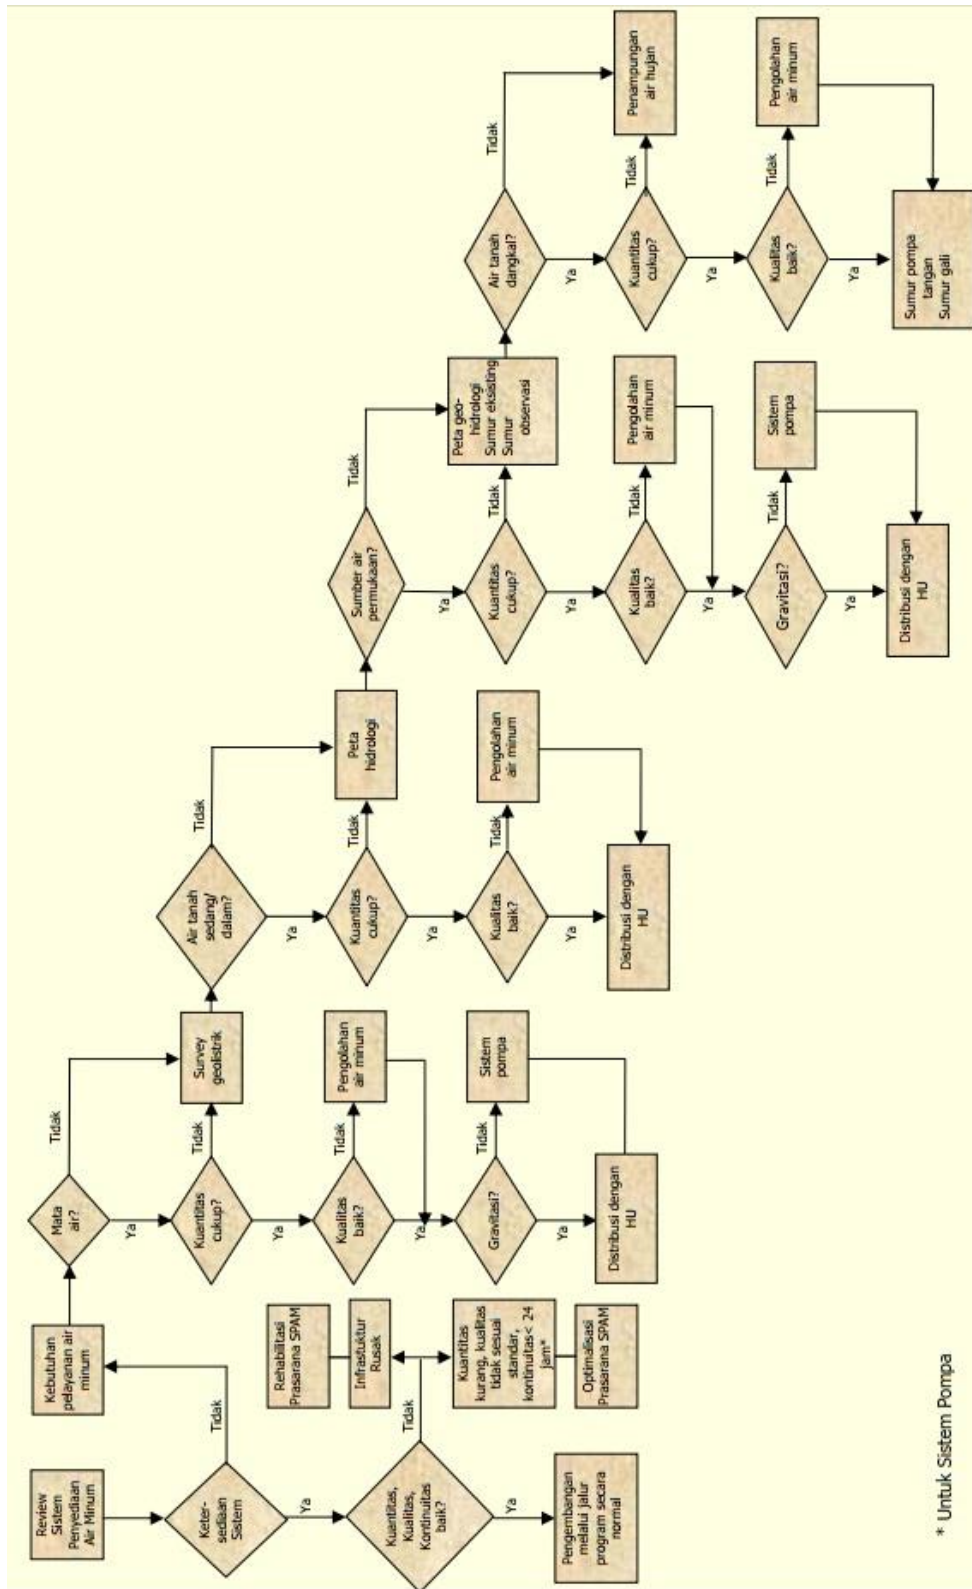 Review
Sistem
Penyediaan
Air Minum
Keter-
sediaan
Sistem
Tidak
Ya
Kebutuhan
pelayanan air
minum
Kuantitas,
Kualitas,
Kontinuitas
baik?
Tidak
Ya
Pengembangan
melalui jalur
program secara
normal
Rehabilitasi
Prasarana SPAM
Infrastuktur
Rusak
Kuantitas
kurang, kualitas
tidak sesuai
standar,
kontinuitas< 24
jam*
Optimalisasi
Prasarana SPAM
Mata
air?
Tidak
Ya
Kuantitas
cukup?
Tidak
Ya
Survey
geolistrik
Kualitas
baik?
Tidak
Ya
Pengolahan
air minum
Gravitasi?
Tidak
Ya
Sistem
pompa
Distribusi dengan
HU
Air tanah
sedang/
dalam?
Tidak
Ya
Kuantitas
cukup?
Tidak
Ya
Peta
hidrologi
Kualitas
baik?
Tidak
Ya
Pengolahan
air minum
Distribusi dengan
HU
Sumber air
permukaan?
Tidak
Ya
Kuantitas
cukup?
Tidak
Ya
Peta geo-
hidrologi
Sumur eksisting
Sumur
observasi
Kualitas
baik?
Tidak
Ya
Pengolahan
air minum
Gravitasi?
Tidak
Ya
Sistem
pompa
Distribusi dengan
HU
Air tanah
dangkal?
Tidak
Ya
Kuantitas
cukup?
Tidak
Ya
Penampungan
air hujan
Kualitas
baik?
Tidak
Ya
Pengolahan
air minum
Sumur pompa
tangan
Sumur gali
* Untuk Sistem Pompa